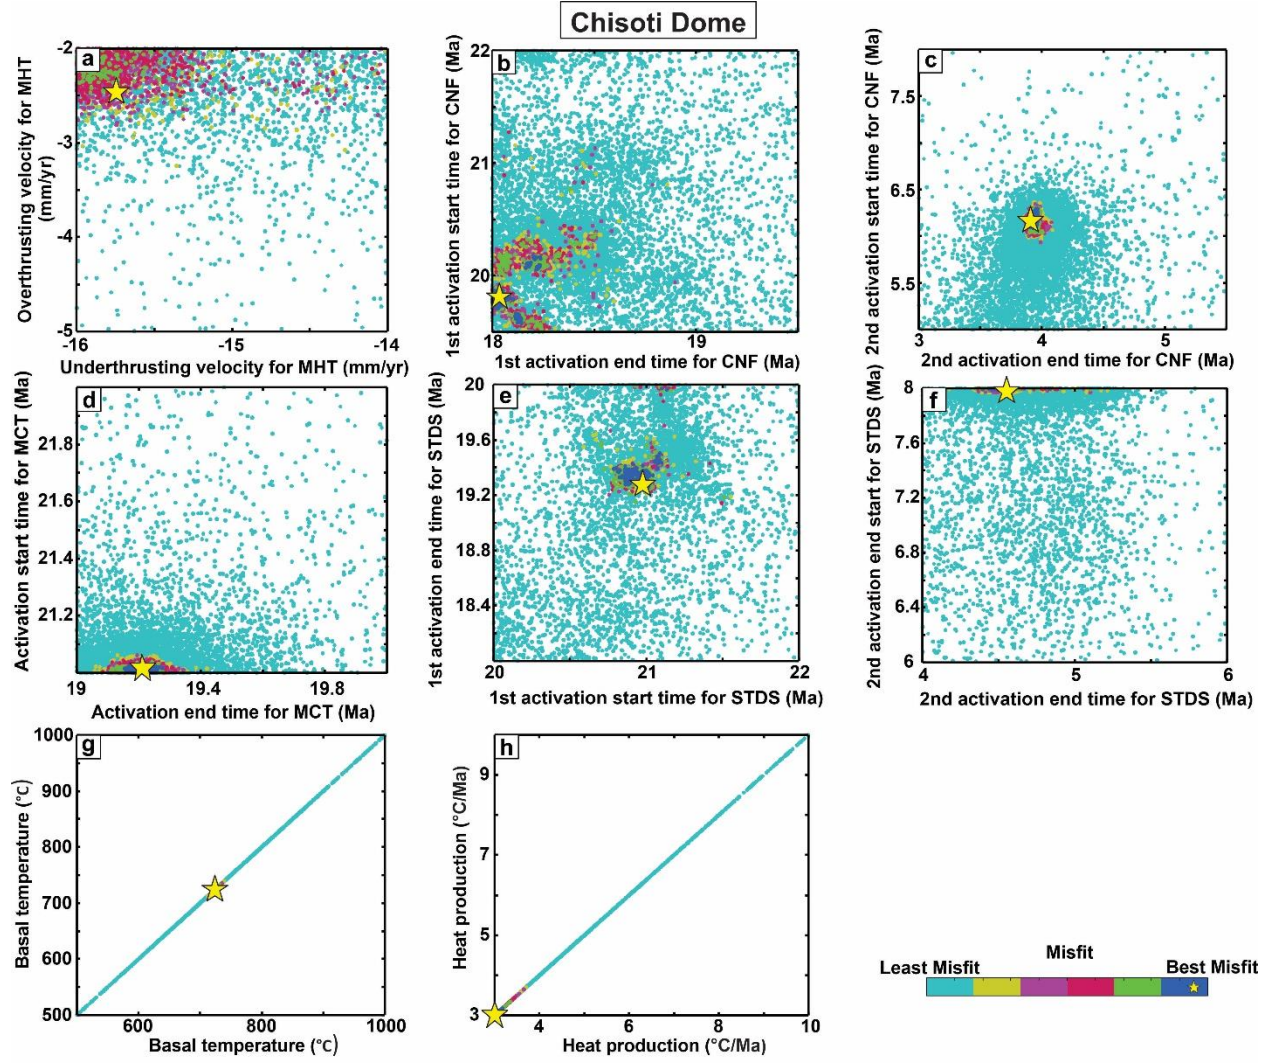 Chisoti Dome
a
Overthrusting velocity for MHT
(mm/yr)
-2
-3
-4
-5
-16
-15
-14
Underthrusting velocity for MHT (mm/yr)
b
1st activation start time for CNF (Ma)
22
21
20
18
19
1st activation end time for CNF (Ma)
c
2nd activation start time for CNF (Ma)
7.5
6.5
5.5
3
4
5
2nd activation end time for CNF (Ma)
d
Activation start time for MCT (Ma)
21.8
21.6
21.4
21.2
19
19.4
19.8
Activation end time for MCT (Ma)
e
1st activation end time for STDS (Ma)
20
19.6
19.2
18.8
18.4
20
21
22
1st activation start time for STDS (Ma)
f
2nd activation end start for STDS (Ma)
8
7.6
7.2
6.8
6.4
6
4
5
6
2nd activation end time for STDS (Ma)
g
Basal temperature (°C)
1000
900
800
700
600
500
600
800
1000
Basal temperature (°C)
h
Heat production (°C/Ma)
9
7
5
3
4
6
8
10
Heat production (°C/Ma)
Misfit
Least Misfit
Best Misfit